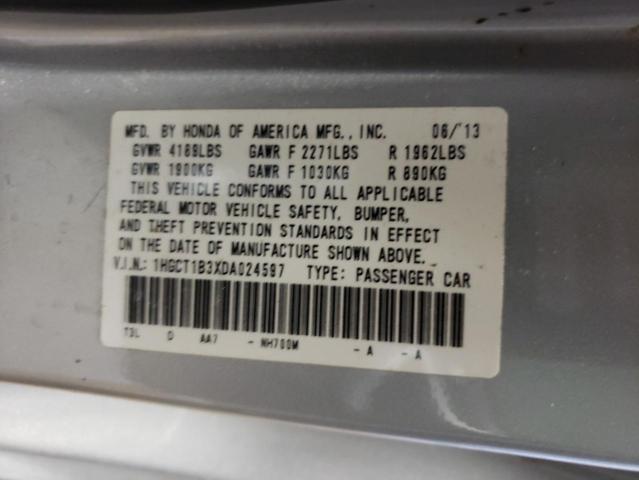 MFD. BY HONDA OF AMERICA MFG., INC. 06/'13
GVWR 4189LBS GAWR F 2271LBS R 1962LBS
GVWR 1900KG GAWR F 1030KG R 890KG
THIS VEHICLE CONFORMS TO ALL APPLICABLE
FEDERAL MOTOR VEHICLE SAFETY, BUMPER,
AND THEFT PREVENTION STANDARDS IN EFFECT
ON THE DATE OF MANUFACTURE SHOWN ABOVE.
V.I.N.: 1HGCT1B3XDA024597 TYPE: PASSENGER CAR
T3L D AA7 - NH700M - A - A